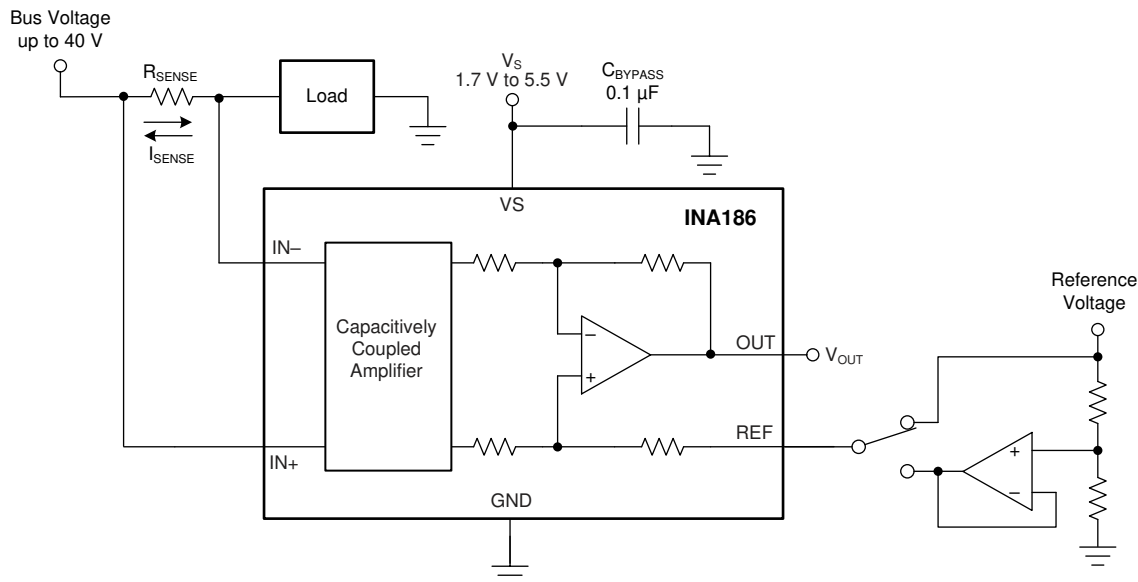 Bus Voltage
up to 40 V
RSENSE
ISENSE
Load
VS
1.7 V to 5.5 V
CBYPASS
0.1 µF
VS
INA186
IN–
Capacitively
Coupled
Amplifier
–
+
OUT
VOUT
REF
IN+
GND
Reference
Voltage
+
–